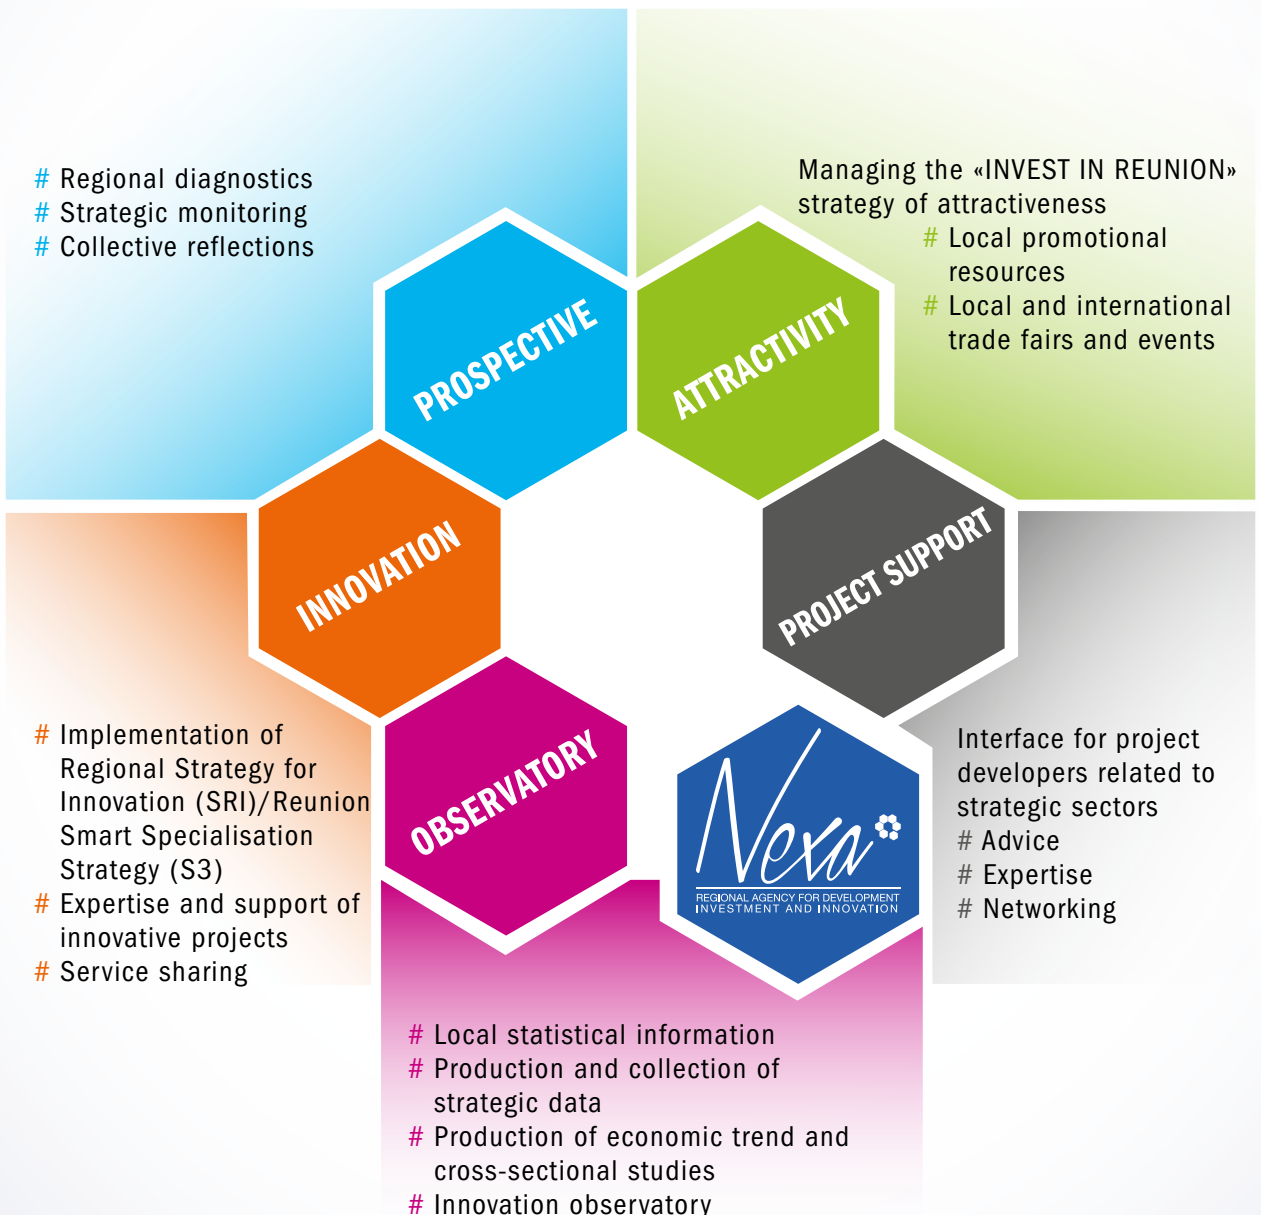 # Regional diagnostics
# Strategic monitoring
# Collective reflections
Managing the «INVEST IN REUNION»
strategy of attractiveness
# Local promotional
resources
# Local and international
trade fairs and events
PROSPECTIVE
ATTRACTIVITY
INNOVATION
PROJECT SUPPORT
OBSERVATORY
# Implementation of
Regional Strategy for
Innovation (SRI)/Reunion
Smart Specialisation
Strategy (S3)
# Expertise and support of
innovative projects
# Service sharing
Nexa
REGIONAL AGENCY FOR DEVELOPMENT
INVESTMENT AND INNOVATION
Interface for project
developers related to
strategic sectors
# Advice
# Expertise
# Networking
# Local statistical information
# Production and collection of
strategic data
# Production of economic trend and
cross-sectional studies
# Innovation observatory